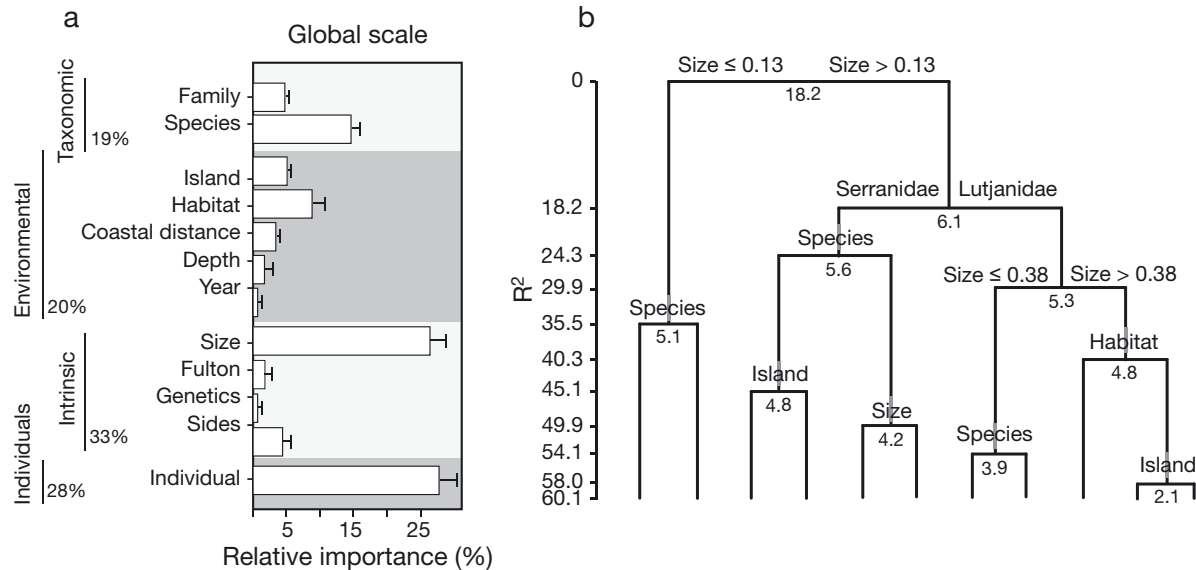 a
Global scale
Taxonomic
19%
Family
Species
Environmental
20%
Island
Habitat
Coastal distance
Depth
Year
Intrinsic
33%
Size
Fulton
Genetics
Sides
Individuals
28%
Individual
5 15 25
Relative importance (%)
b
R²
0
18.2
24.3
29.9
35.5
40.3
45.1
49.9
54.1
58.0
60.1
Size ≤ 0.13 Size > 0.13
18.2
Serranidae Lutjanidae
6.1
Species
5.6
Size ≤ 0.38 Size > 0.38
5.3
Species
5.1
Habitat
4.8
Island
4.8
Size
4.2
Species
3.9
Island
2.1